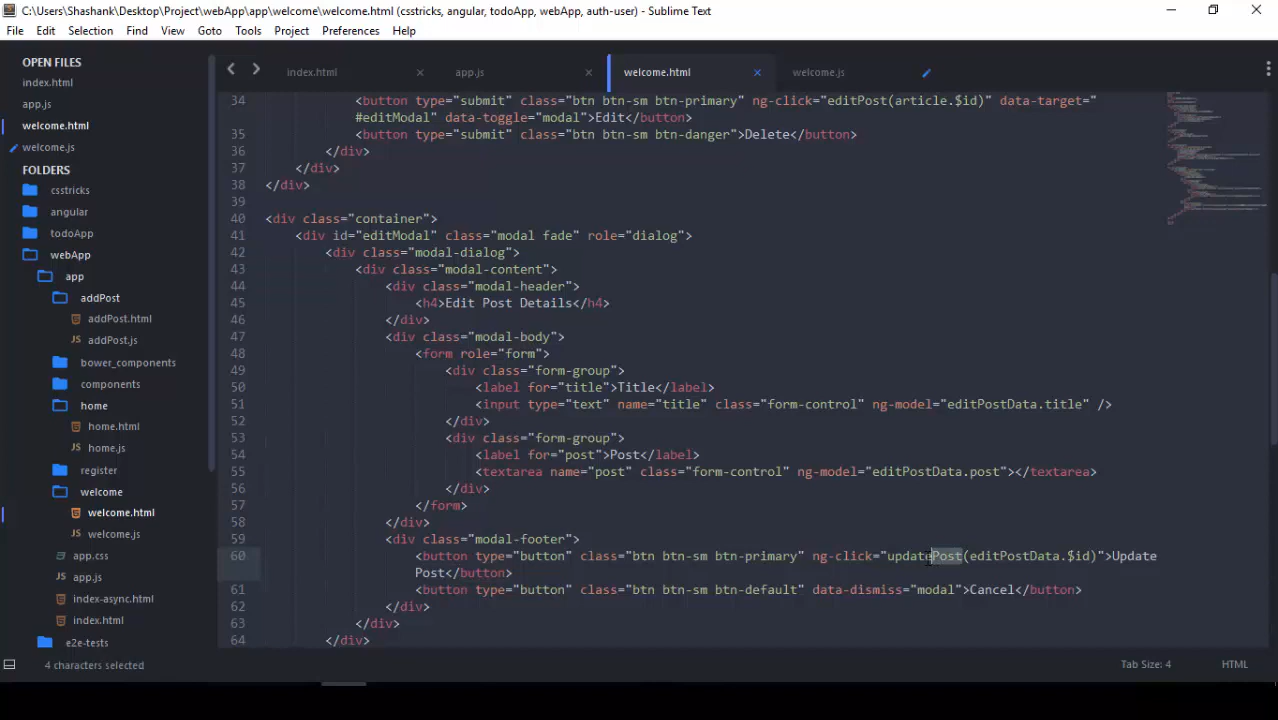 C:\Users\Shashank\Desktop\Project\webApp\app\welcome\welcome.html (csstricks, angular, todoApp, webApp, auth-user) - Sublime Text
File Edit Selection Find View Goto Tools Project Preferences Help
OPEN FILES
index.html
app.js
welcome.html
welcome.js
FOLDERS
csstricks
angular
todoApp
webApp
app
addPost
addPost.html
addPost.js
bower_components
components
home
home.html
home.js
register
welcome
welcome.html
welcome.js
app.css
app.js
index-async.html
index.html
e2e-tests
index.html app.js welcome.html welcome.js
34 <button type="submit" class="btn btn-sm btn-primary" ng-click="editPost(article.$id)" data-target="
#editModal" data-toggle="modal">Edit</button>
35 <button type="submit" class="btn btn-sm btn-danger">Delete</button>
36 </div>
37 </div>
38 </div>
39
40 <div class="container">
41 <div id="editModal" class="modal fade" role="dialog">
42 <div class="modal-dialog">
43 <div class="modal-content">
44 <div class="modal-header">
45 <h4>Edit Post Details</h4>
46 </div>
47 <div class="modal-body">
48 <form role="form">
49 <div class="form-group">
50 <label for="title">Title</label>
51 <input type="text" name="title" class="form-control" ng-model="editPostData.title" />
52 </div>
53 <div class="form-group">
54 <label for="post">Post</label>
55 <textarea name="post" class="form-control" ng-model="editPostData.post"></textarea>
56 </div>
57 </form>
58 </div>
59 <div class="modal-footer">
60 <button type="button" class="btn btn-sm btn-primary" ng-click="updatePost(editPostData.$id)">Update
Post</button>
61 <button type="button" class="btn btn-sm btn-default" data-dismiss="modal">Cancel</button>
62 </div>
63 </div>
64 </div>
4 characters selected
Tab Size: 4 HTML